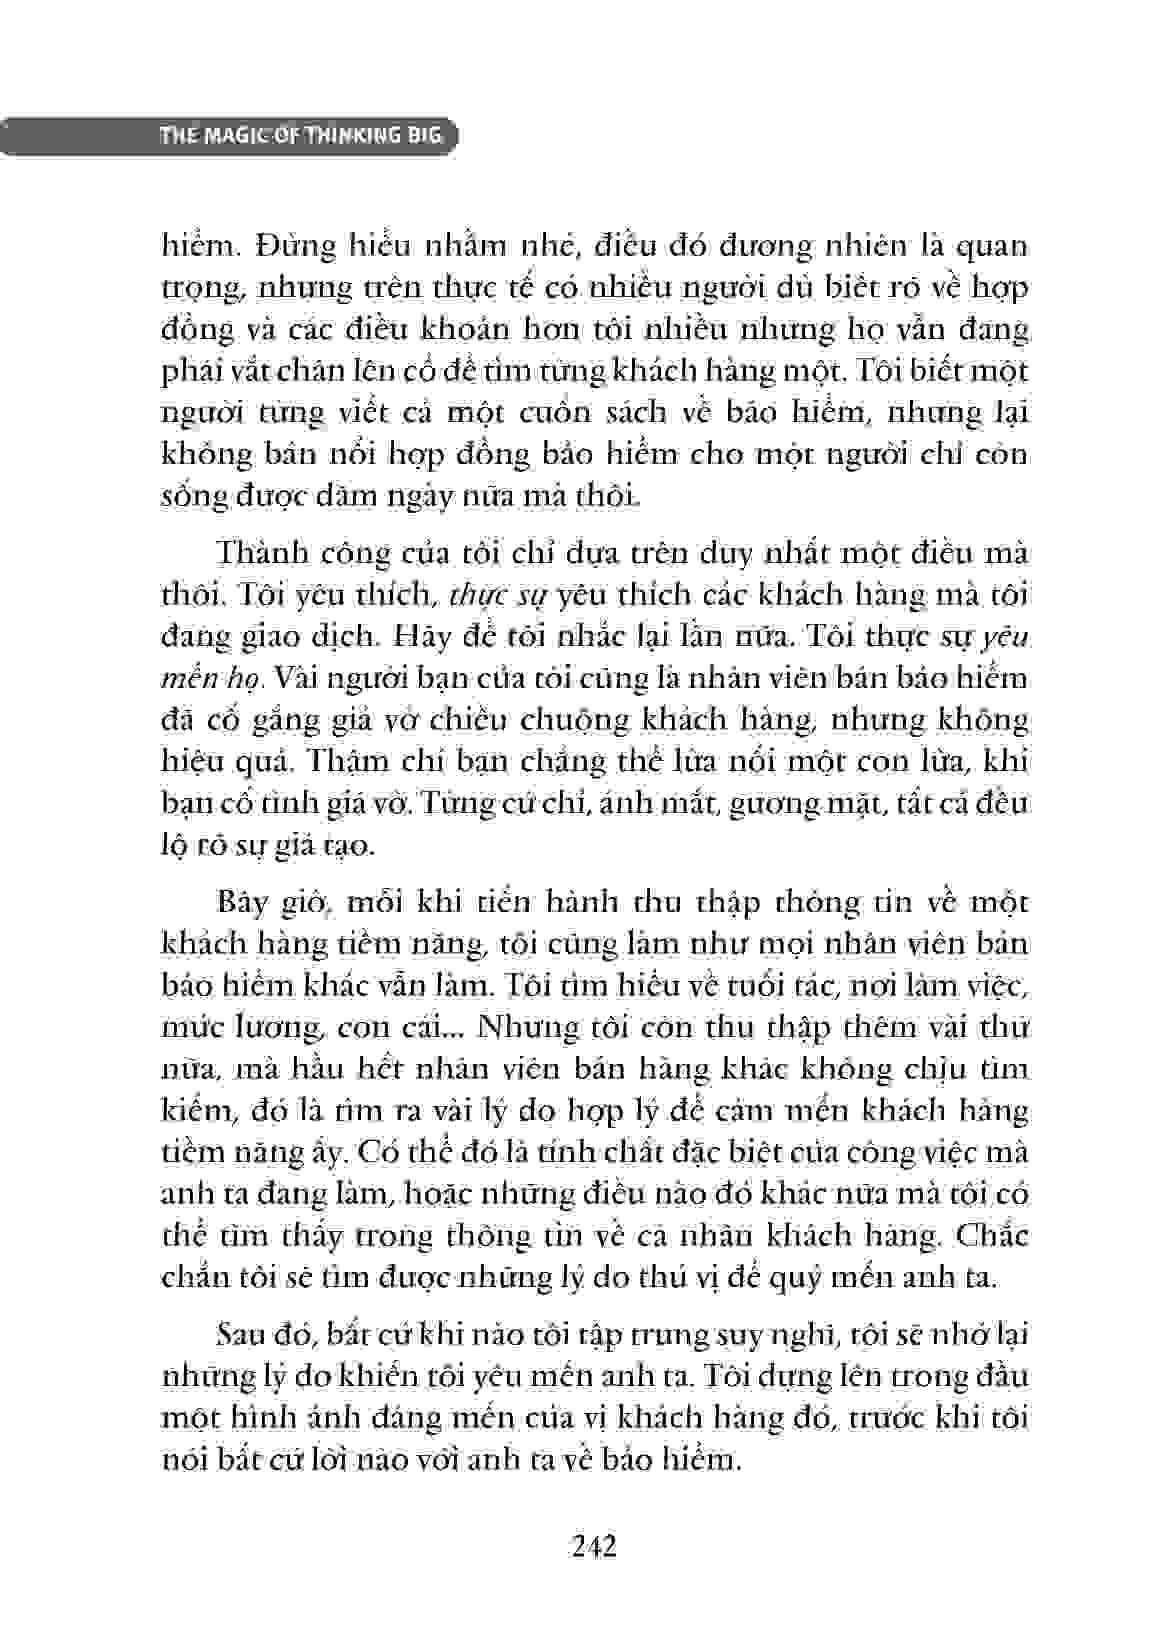 THE MAGIC OF THINKING BIG
hiểm. Đừng hiểu nhầm nhé, điều đó đương nhiên là quan
trọng, nhưng trên thực tế có nhiều người dù biết rõ về hợp
đồng và các điều khoản hơn tôi nhiều nhưng họ vẫn đang
phải vắt chân lên cổ để tìm từng khách hàng một. Tôi biết một
người từng viết cả một cuốn sách về bảo hiểm, nhưng lại
không bán nổi hợp đồng bảo hiểm cho một người chỉ còn
sống được dăm ngày nữa mà thôi.
Thành công của tôi chỉ dựa trên duy nhất một điều mà
thôi. Tôi yêu thích, thực sự yêu thích các khách hàng mà tôi
đang giao dịch. Hãy để tôi nhắc lại lần nữa. Tôi thực sự yêu
mến họ. Vài người bạn của tôi cũng là nhân viên bán bảo hiểm
đã cố gắng giả vờ chiều chuộng khách hàng, nhưng không
hiệu quả. Thậm chí bạn chẳng thể lừa nổi một con lừa, khi
bạn cố tình giả vờ. Từng cử chỉ, ánh mắt, gương mặt, tất cả đều
lộ rõ sự giả tạo.
Bây giờ, mỗi khi tiến hành thu thập thông tin về một
khách hàng tiềm năng, tôi cũng làm như mọi nhân viên bán
bảo hiểm khác vẫn làm. Tôi tìm hiểu về tuổi tác, nơi làm việc,
mức lương, con cái... Nhưng tôi còn thu thập thêm vài thứ
nữa, mà hầu hết nhân viên bán hàng khác không chịu tìm
kiếm, đó là tìm ra vài lý do hợp lý để cảm mến khách hàng
tiềm năng ấy. Có thể đó là tính chất đặc biệt của công việc mà
anh ta đang làm, hoặc những điều nào đó khác nữa mà tôi có
thể tìm thấy trong thông tin về cá nhân khách hàng. Chắc
chắn tôi sẽ tìm được những lý do thú vị để quý mến anh ta.
Sau đó, bất cứ khi nào tôi tập trung suy nghĩ, tôi sẽ nhớ lại
những lý do khiến tôi yêu mến anh ta. Tôi dựng lên trong đầu
một hình ảnh đáng mến của vị khách hàng đó, trước khi tôi
nói bất cứ lời nào với anh ta về bảo hiểm.
242